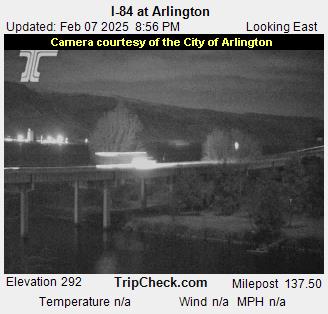 I-84 at Arlington
Updated: Feb 07 2025 8:56 PM Looking East
Camera courtesy of the City of Arlington
Elevation 292 TripCheck.com Milepost 137.50
Temperature n/a Wind n/a MPH n/a